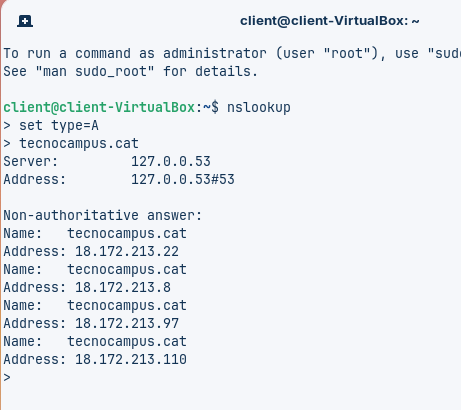 client@client-VirtualBox: ~
To run a command as administrator (user "root"), use "sudo
See "man sudo_root" for details.
client@client-VirtualBox:~$ nslookup
> set type=A
> tecnocampus.cat
Server:         127.0.0.53
Address:        127.0.0.53#53
Non-authoritative answer:
Name:   tecnocampus.cat
Address: 18.172.213.22
Name:   tecnocampus.cat
Address: 18.172.213.8
Name:   tecnocampus.cat
Address: 18.172.213.97
Name:   tecnocampus.cat
Address: 18.172.213.110
>